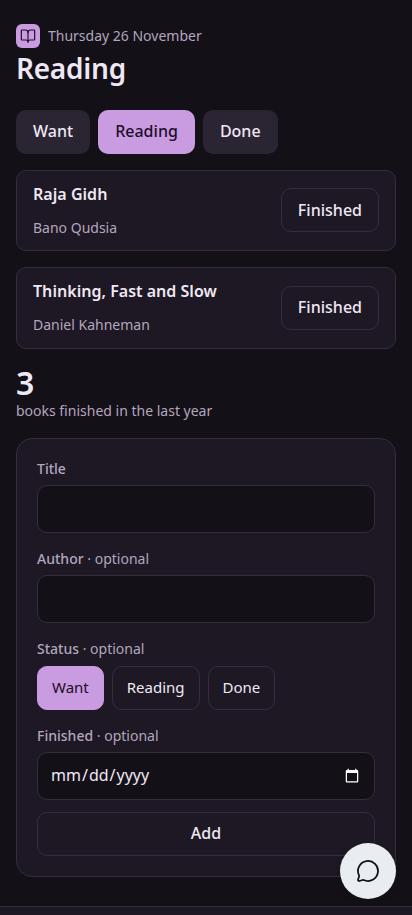 Thursday 26 November
Reading
Want Reading Done
Raja Gidh
Bano Qudsia
Finished
Thinking, Fast and Slow
Daniel Kahneman
Finished
3
books finished in the last year
Title
Author · optional
Status · optional
Want Reading Done
Finished · optional
mm/dd/yyyy
Add